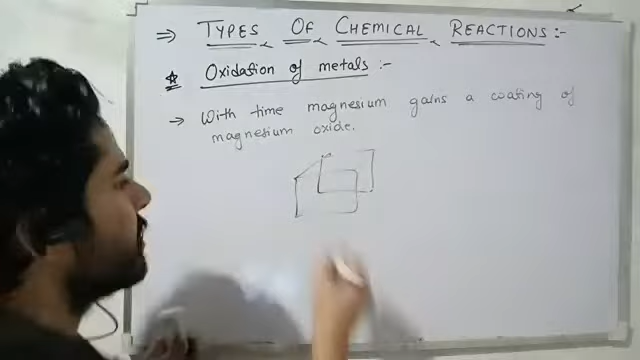 ⇒ TYPES OF CHEMICAL REACTIONS:-
* Oxidation of metals:-
→ With time magnesium gains a coating of
magnesium oxide.